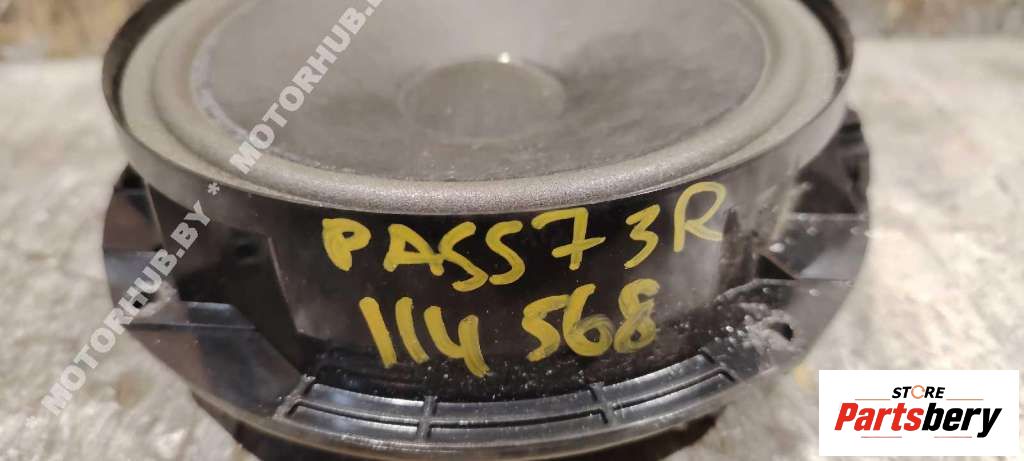 MOTORHUB.BY * MOTORHUB.BY
PASS7 3R
114 568
STORE
Partsbery